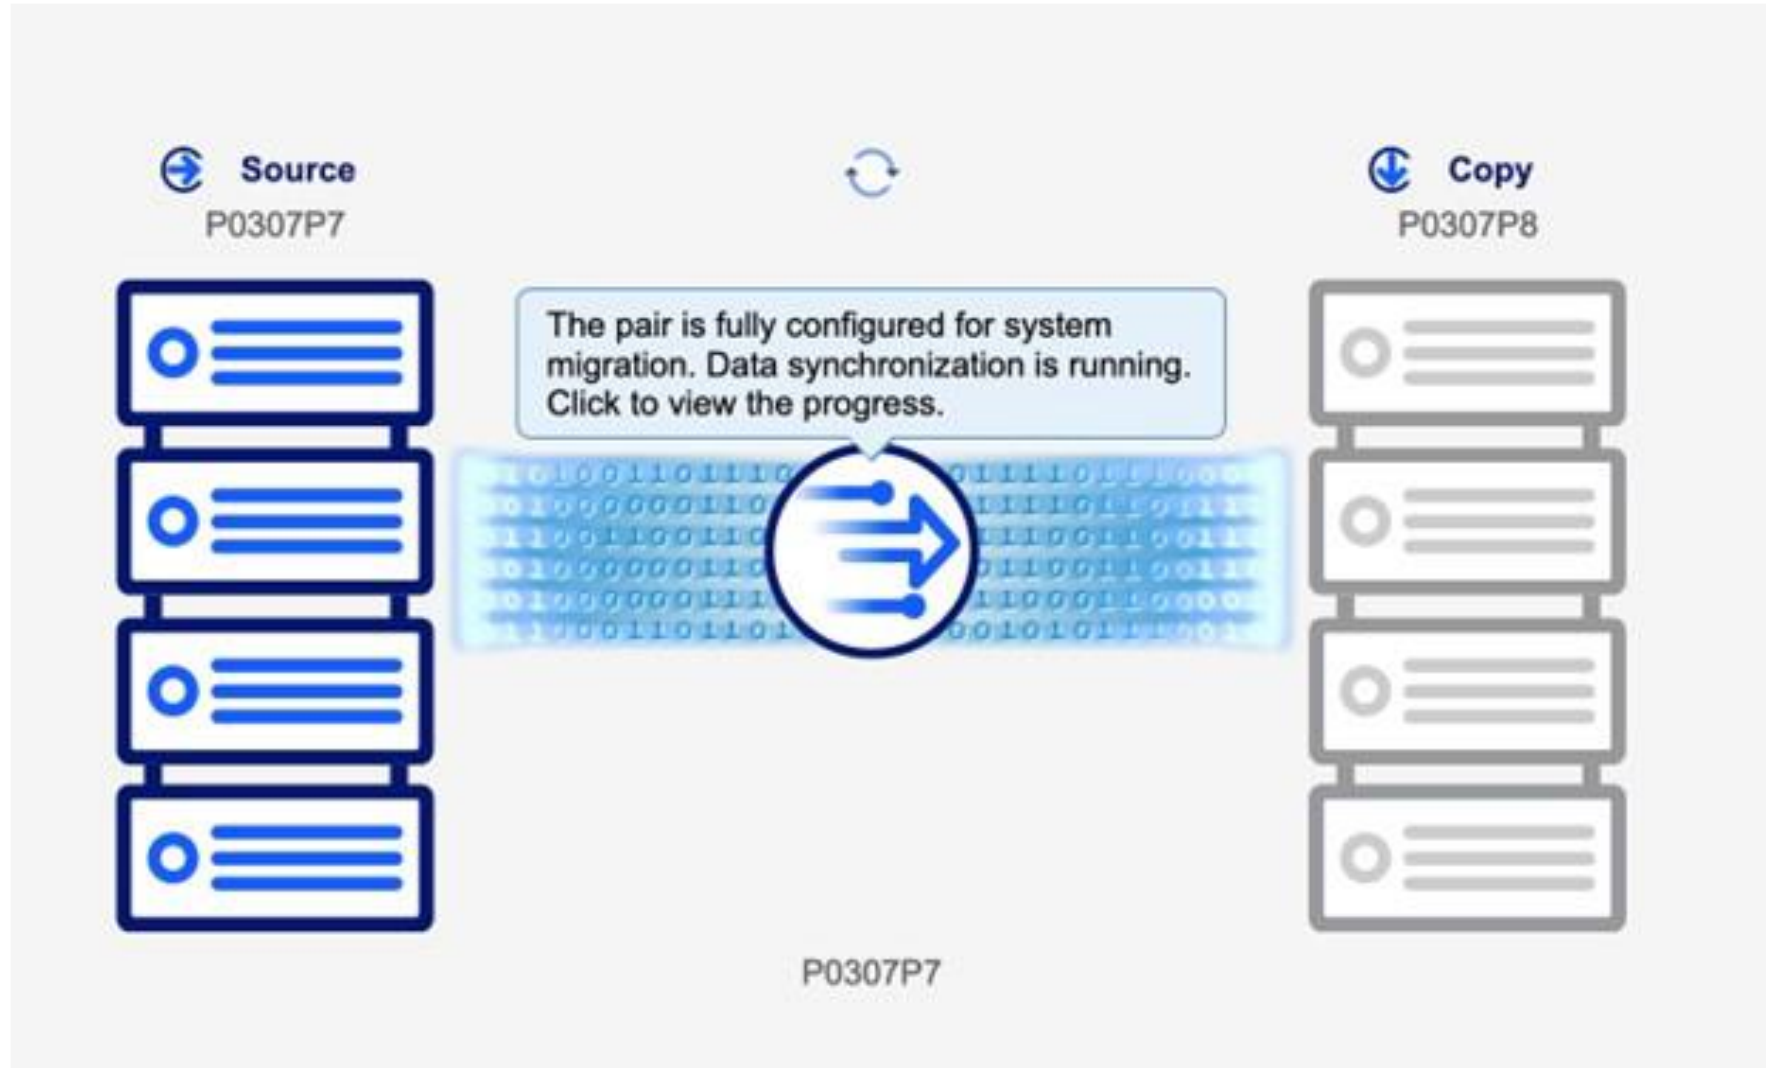 Source
P0307P7
Copy
P0307P8
The pair is fully configured for system
migration. Data synchronization is running.
Click to view the progress.
P0307P7